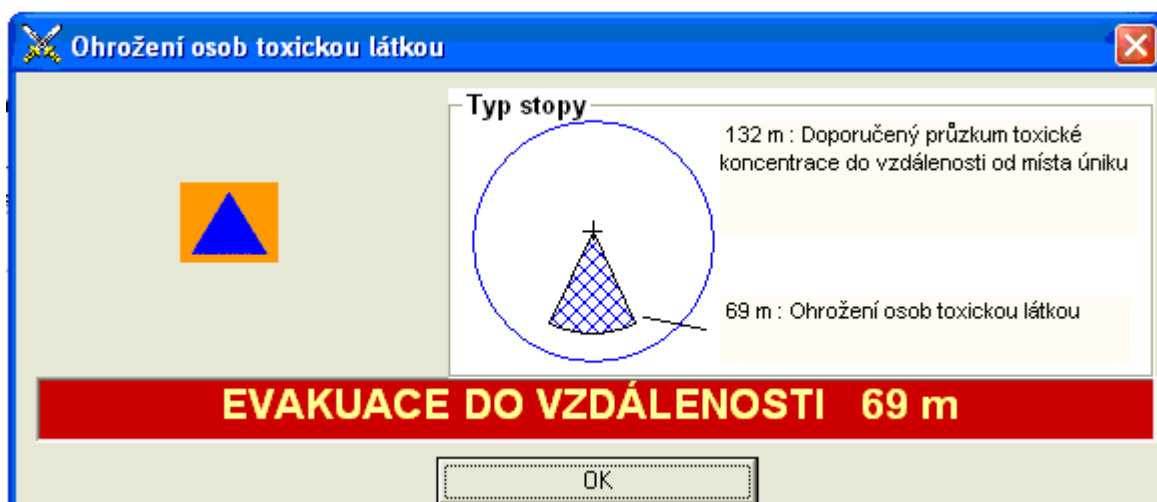 Ohrožení osob toxickou látkou
Typ stopy
132 m : Doporučený průzkum toxické
koncentrace do vzdálenosti od místa úniku
69 m : Ohrožení osob toxickou látkou
EVAKUACE DO VZDÁLENOSTI 69 m
OK